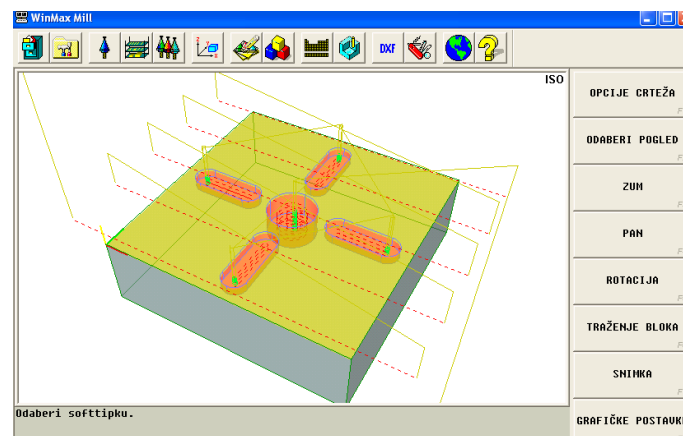 WinMax Mill
DXF
ISO
OPCIJE CRTEŽA
ODABERI POGLED
ZUM
PAN
ROTACIJA
TRAŽENJE BLOKA
SNIMKA
GRAFIČKE POSTAVK
Odaberi softtipku.